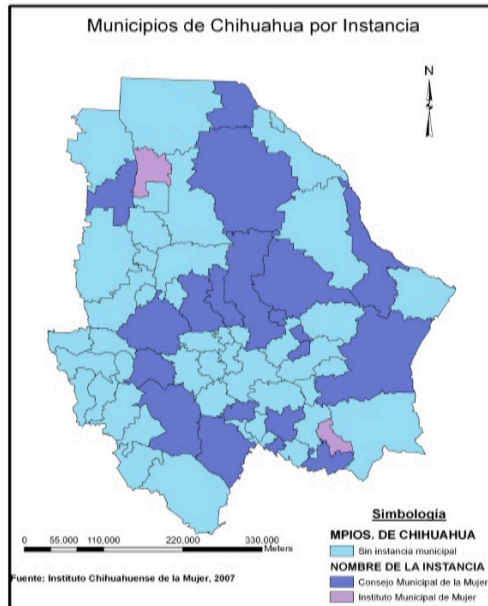 Municipios de Chihuahua por Instancia
N
Simbología
MPIOS. DE CHIHUAHUA
Sin instancia municipal
NOMBRE DE LA INSTANCIA
Consejo Municipal de la Mujer
Instituto Municipal de Mujer
0 55,000 110,000 220,000 330,000
Meters
Fuente: Instituto Chihuahuense de la Mujer, 2007